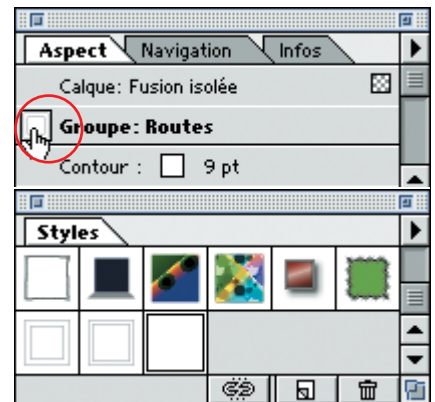 Aspect Navigation Infos
Calque: Fusion isolée
Groupe: Routes
Contour : 9 pt
Styles